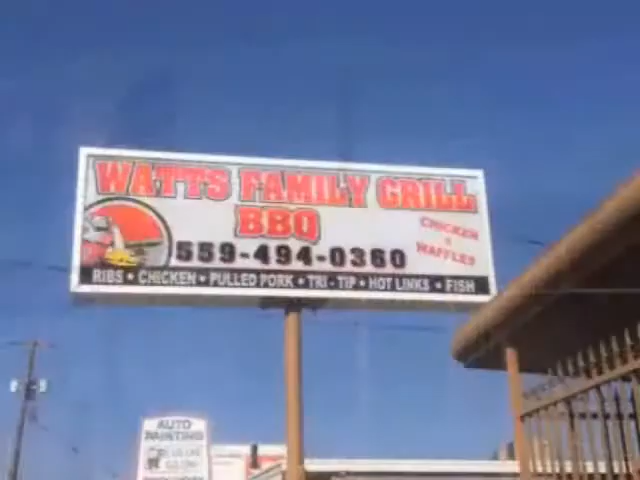 WATTS FAMILY GRILL
BBQ
CHICKEN
&
WAFFLES
559-494-0360
RIBS • CHICKEN • PULLED PORK • TRI-TIP • HOT LINKS • FISH
AUTO
PAINTING